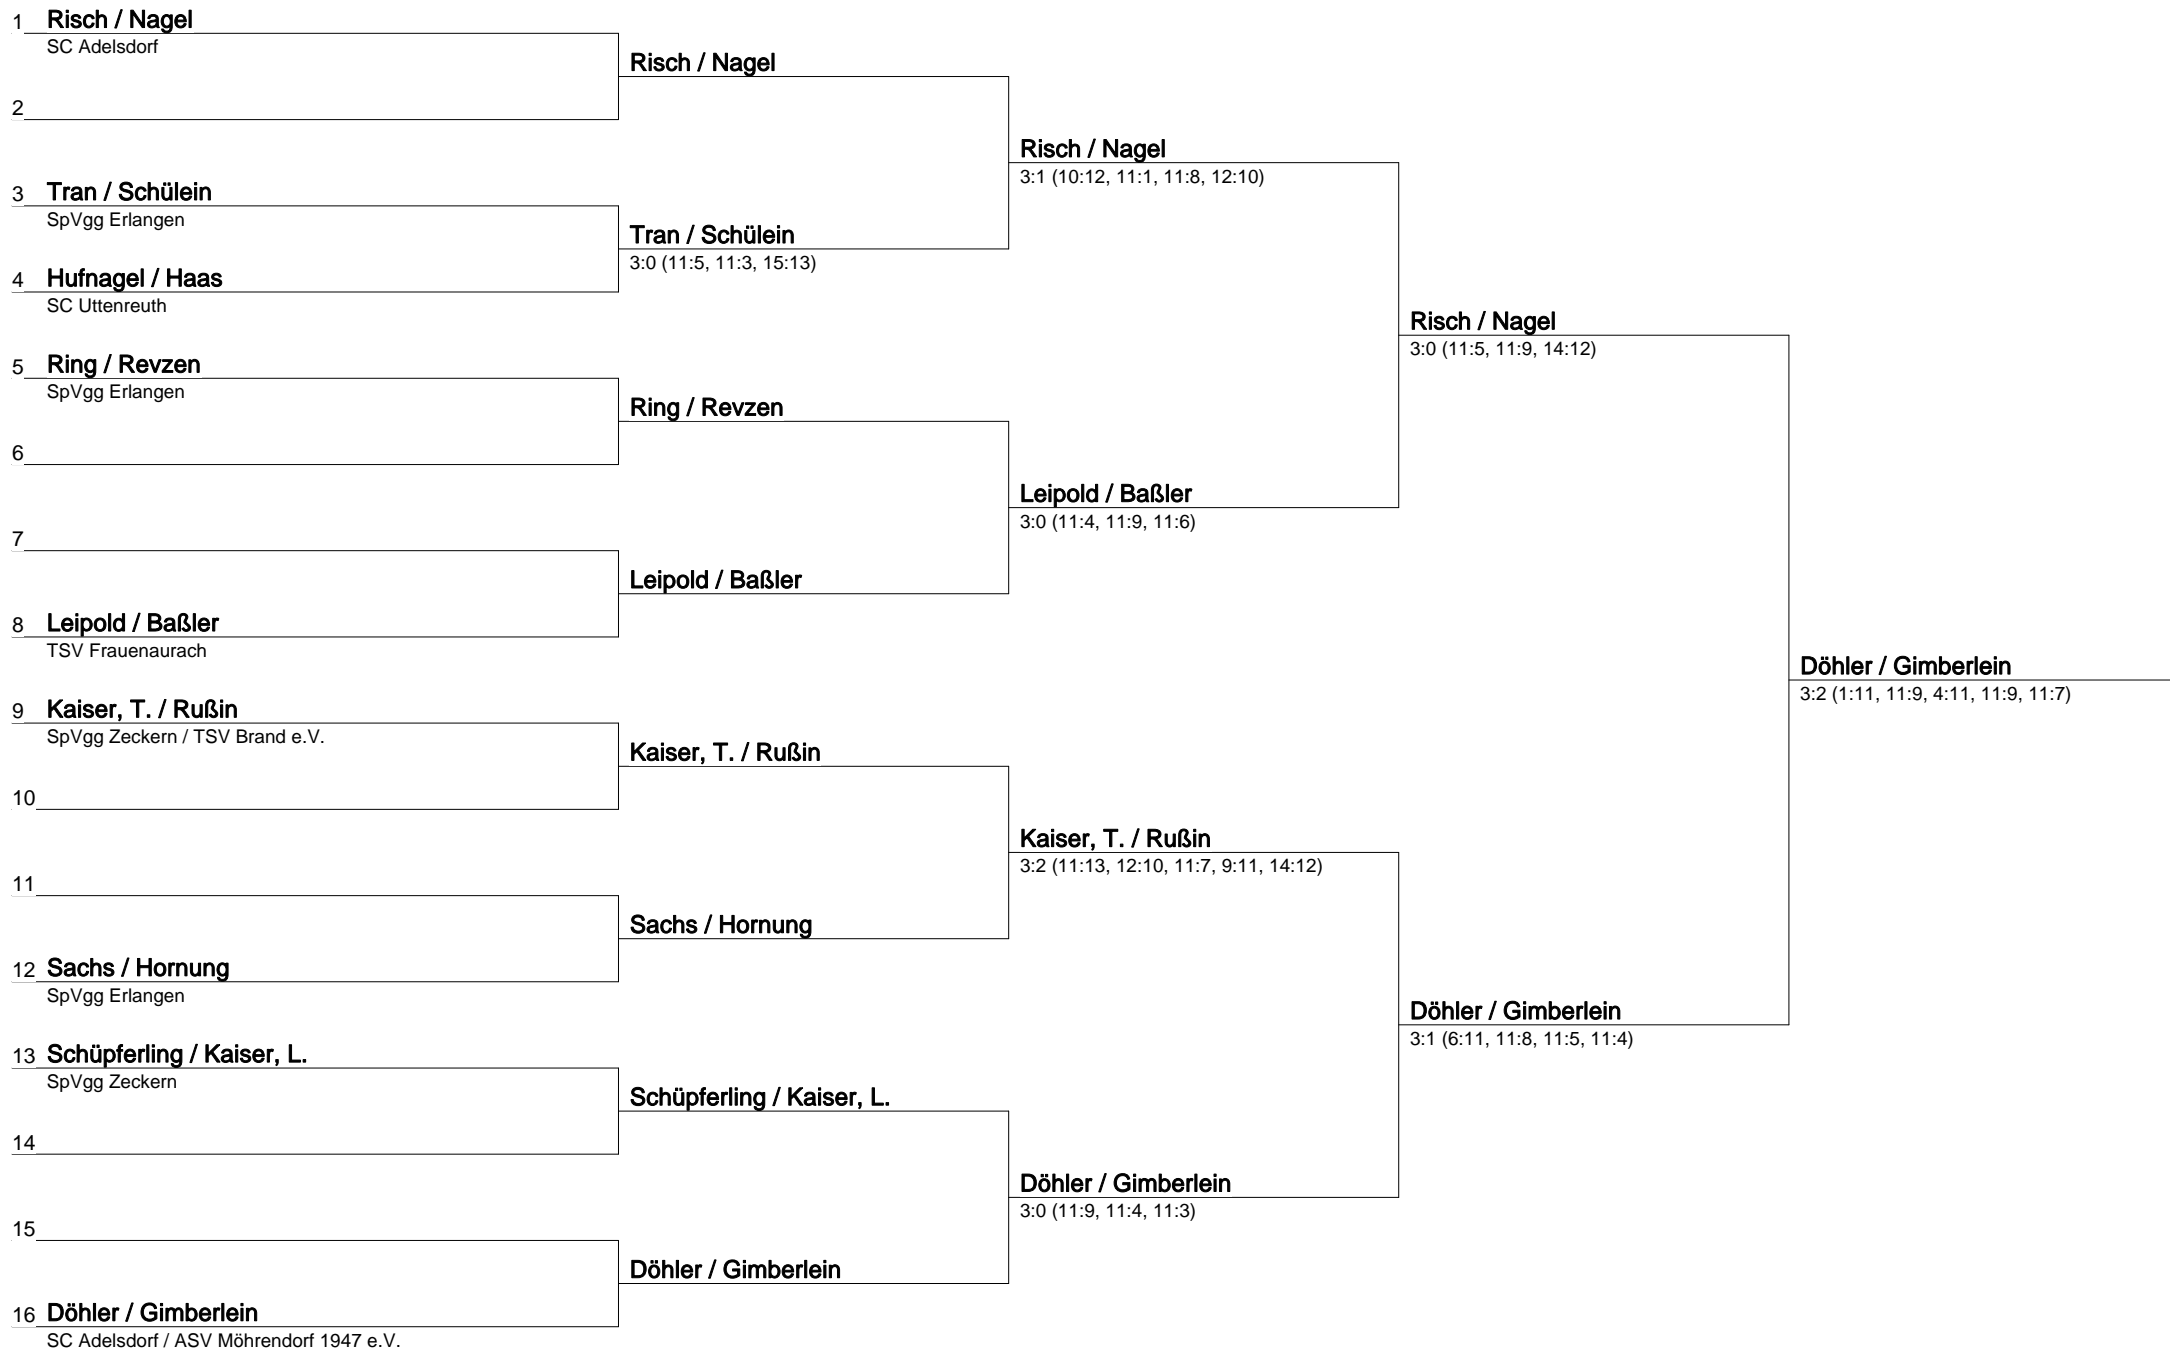 1 Risch / Nagel
SC Adelsdorf
Risch / Nagel
2
Risch / Nagel
3:1 (10:12, 11:1, 11:8, 12:10)
3 Tran / Schülein
SpVgg Erlangen
Tran / Schülein
3:0 (11:5, 11:3, 15:13)
4 Hufnagel / Haas
SC Uttenreuth
Risch / Nagel
3:0 (11:5, 11:9, 14:12)
5 Ring / Revzen
SpVgg Erlangen
Ring / Revzen
6
Leipold / Baßler
3:0 (11:4, 11:9, 11:6)
7
Leipold / Baßler
8 Leipold / Baßler
TSV Frauenaurach
Döhler / Gimberlein
3:2 (1:11, 11:9, 4:11, 11:9, 11:7)
9 Kaiser, T. / Rußin
SpVgg Zeckern / TSV Brand e.V.
Kaiser, T. / Rußin
10
Kaiser, T. / Rußin
3:2 (11:13, 12:10, 11:7, 9:11, 14:12)
11
Sachs / Hornung
12 Sachs / Hornung
SpVgg Erlangen
Döhler / Gimberlein
3:1 (6:11, 11:8, 11:5, 11:4)
13 Schüpferling / Kaiser, L.
SpVgg Zeckern
Schüpferling / Kaiser, L.
14
Döhler / Gimberlein
3:0 (11:9, 11:4, 11:3)
15
Döhler / Gimberlein
16 Döhler / Gimberlein
SC Adelsdorf / ASV Möhrendorf 1947 e.V.